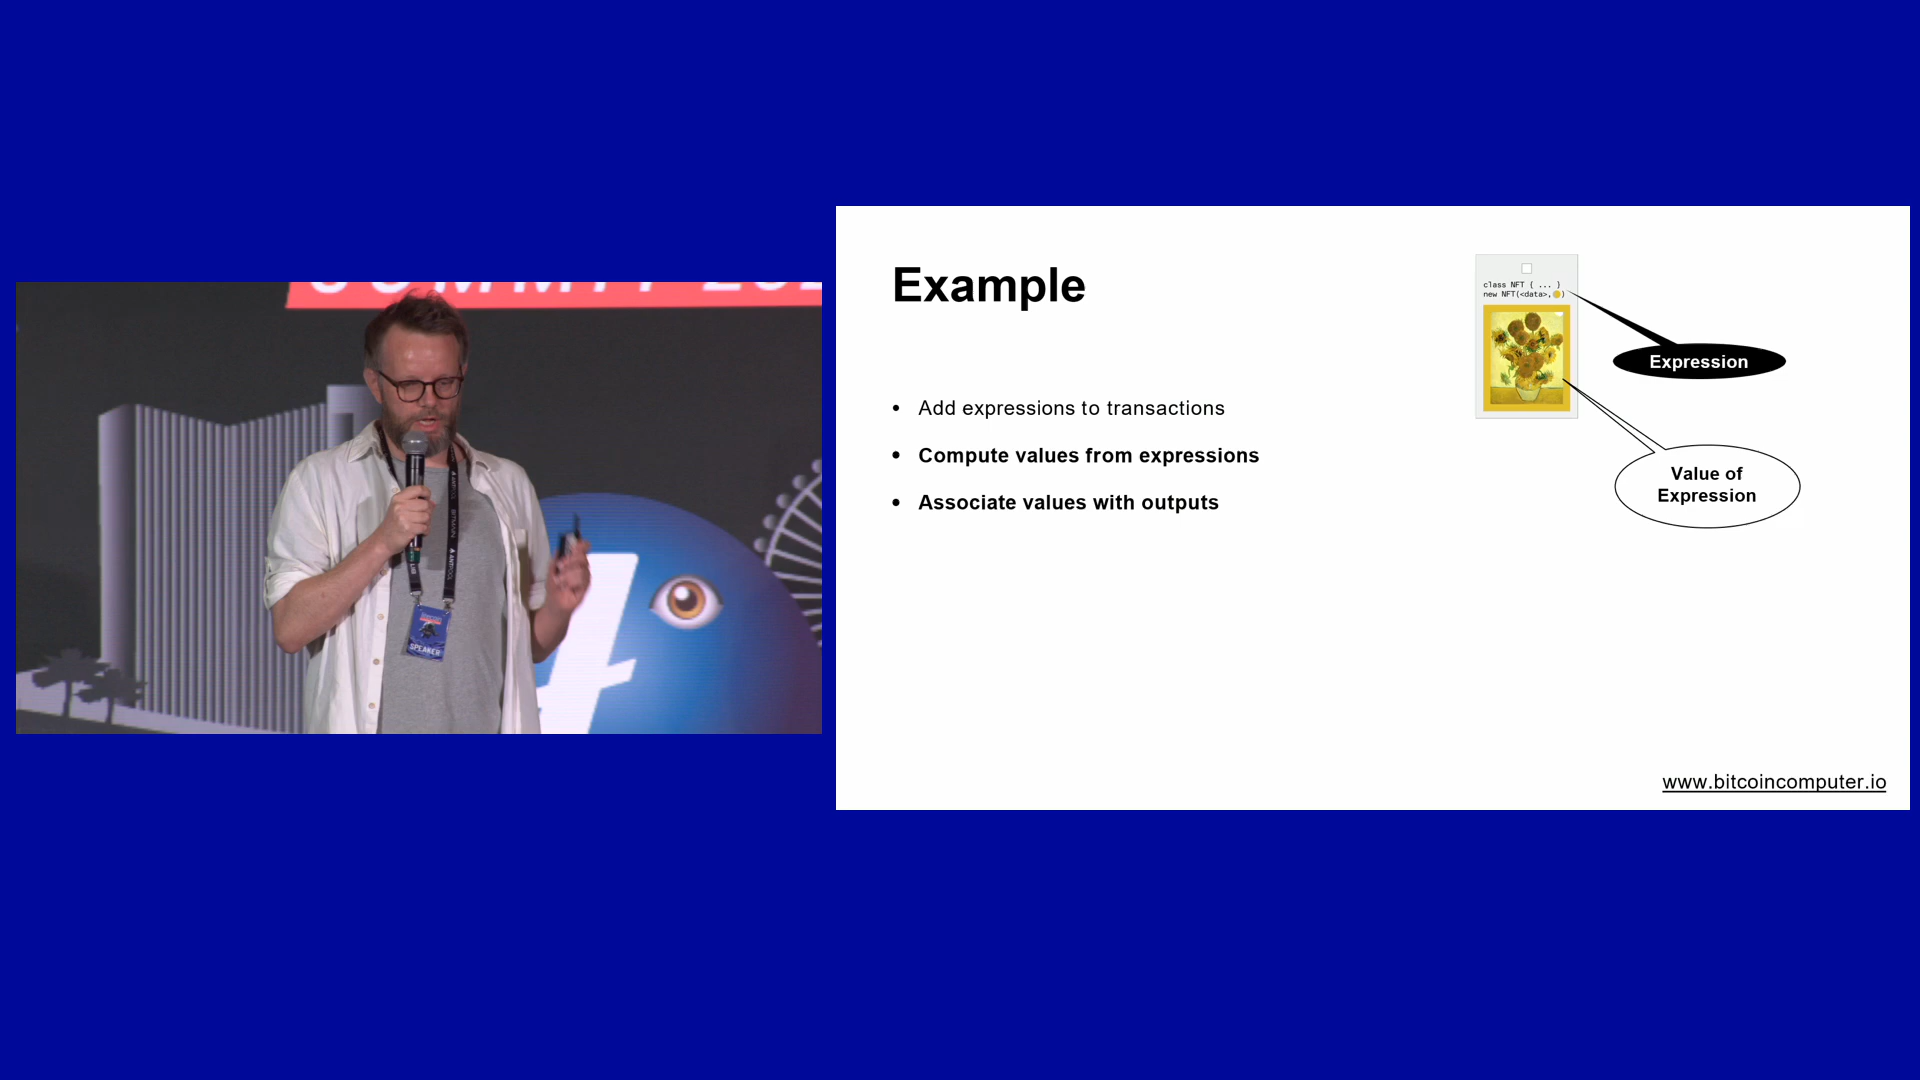 SUMMIT
SPEAKER
Example
• Add expressions to transactions
• Compute values from expressions
• Associate values with outputs
class NFT { ... }
new NFT(<data>, )
Expression
Value of
Expression
www.bitcoincomputer.io